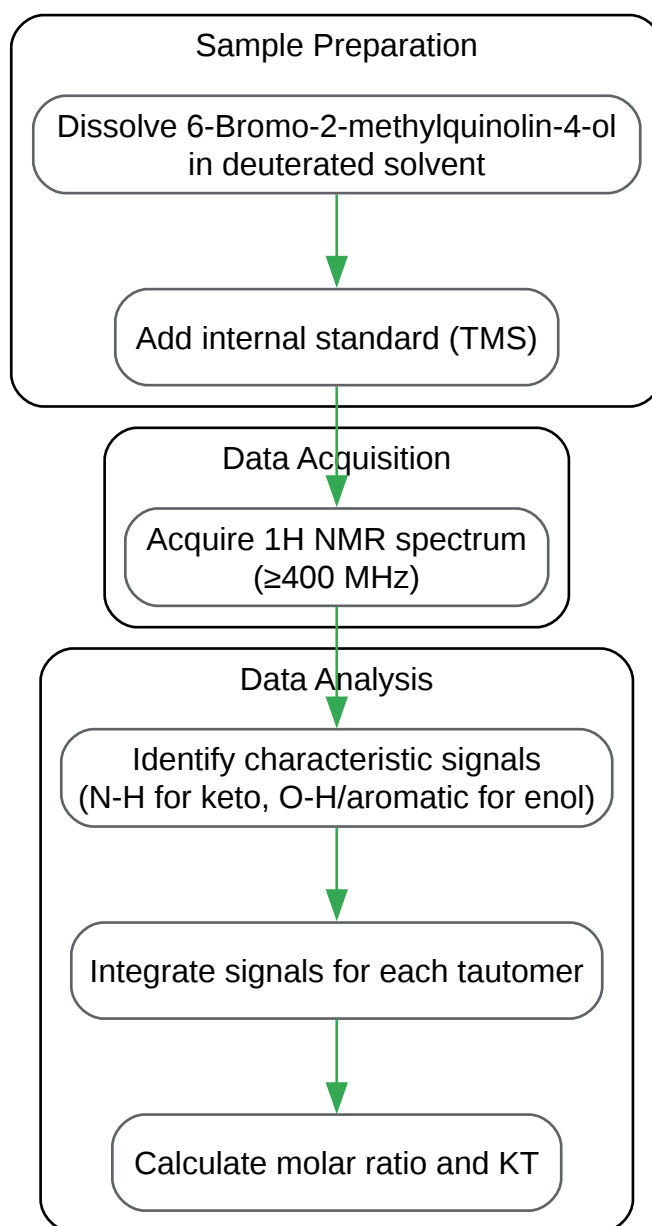 Sample Preparation
Dissolve 6-Bromo-2-methylquinolin-4-ol
in deuterated solvent
Add internal standard (TMS)
Data Acquisition
Acquire 1H NMR spectrum
(≥400 MHz)
Data Analysis
Identify characteristic signals
(N-H for keto, O-H/aromatic for enol)
Integrate signals for each tautomer
Calculate molar ratio and KT